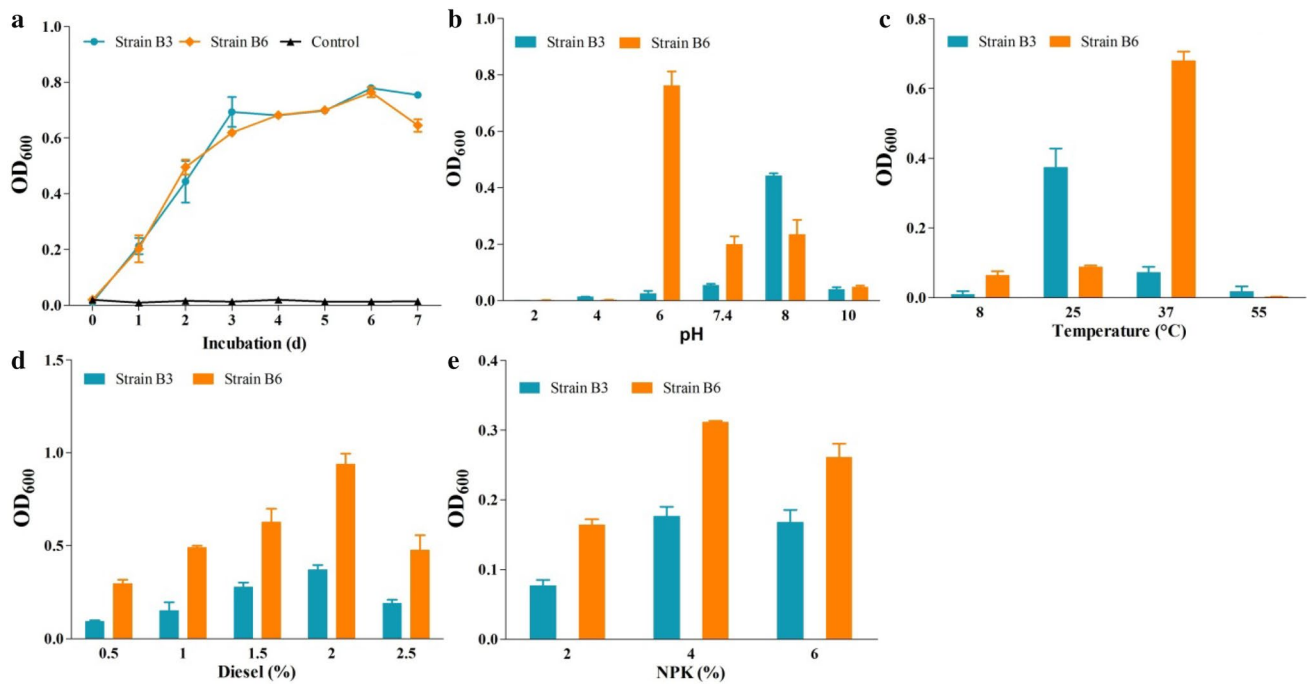 a
Strain B3 Strain B6 Control
OD600
1.0
0.8
0.6
0.4
0.2
0.0
0 1 2 3 4 5 6 7
Incubation (d)
b
Strain B3 Strain B6
OD600
1.0
0.8
0.6
0.4
0.2
0.0
2 4 6 7.4 8 10
pH
c
Strain B3 Strain B6
OD600
0.8
0.6
0.4
0.2
0.0
8 25 37 55
Temperature (°C)
d
Strain B3 Strain B6
OD600
1.5
1.0
0.5
0.0
0.5 1 1.5 2 2.5
Diesel (%)
e
Strain B3 Strain B6
OD600
0.4
0.3
0.2
0.1
0.0
2 4 6
NPK (%)